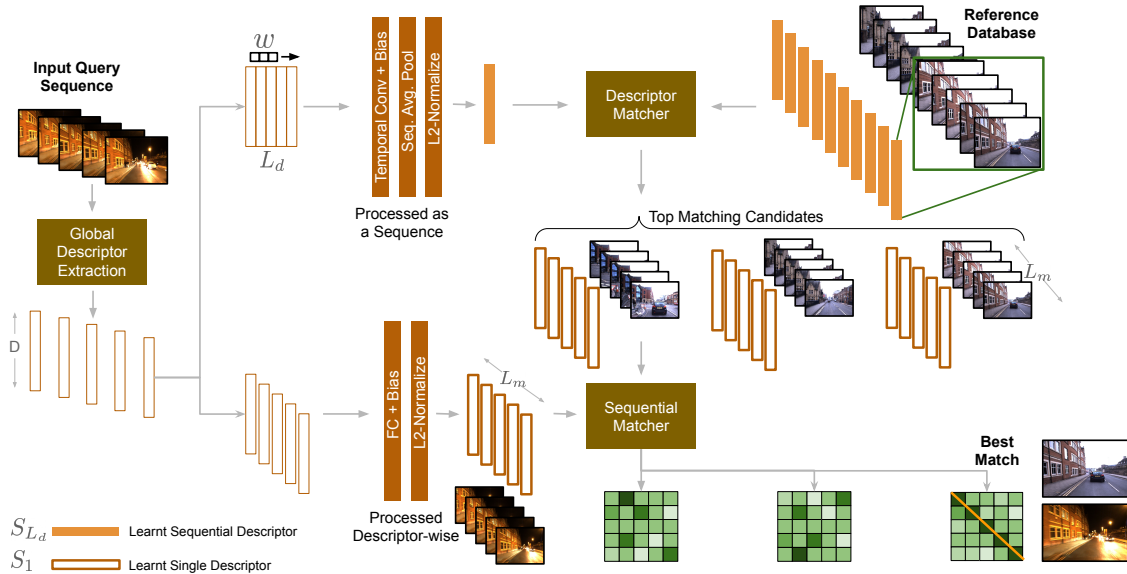 Input Query
Sequence
w
L_d
Temporal Conv + Bias
Seq. Avg. Pool
L2-Normalize
Processed as
a Sequence
Descriptor
Matcher
Reference
Database
Top Matching Candidates
L_m
Global
Descriptor
Extraction
D
FC + Bias
L2-Normalize
L_m
Processed
Descriptor-wise
Sequential
Matcher
Best
Match
S_{L_d} Learnt Sequential Descriptor
S_1 Learnt Single Descriptor